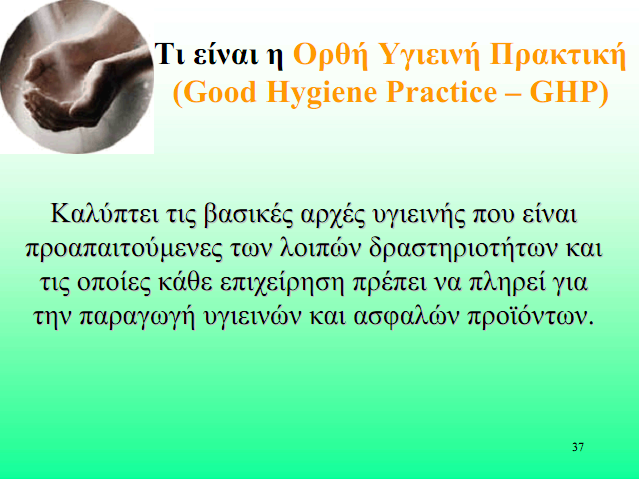 Τι είναι η Ορθή Υγιεινή Πρακτική
(Good Hygiene Practice – GHP)
Καλύπτει τις βασικές αρχές υγιεινής που είναι
προαπαιτούμενες των λοιπών δραστηριοτήτων και
τις οποίες κάθε επιχείρηση πρέπει να πληρεί για
την παραγωγή υγιεινών και ασφαλών προϊόντων.
37